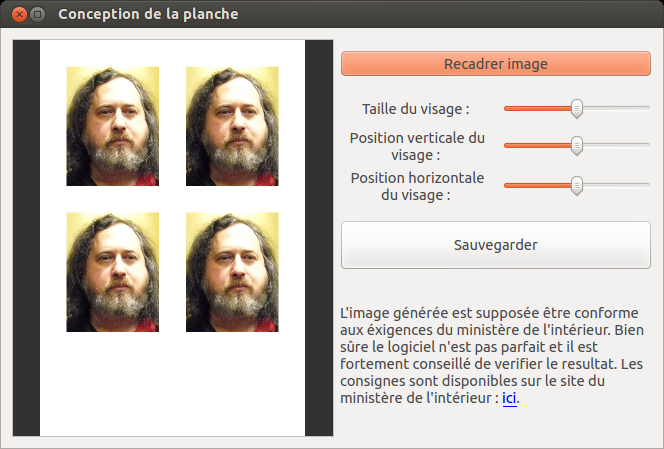 Conception de la planche
Recadrer image
Taille du visage :
Position verticale du
visage :
Position horizontale
du visage :
Sauvegarder
L'image générée est supposée être conforme
aux éxigences du ministère de l'intérieur. Bien
sûre le logiciel n'est pas parfait et il est
fortement conseillé de verifier le resultat. Les
consignes sont disponibles sur le site du
ministère de l'intérieur : ici.